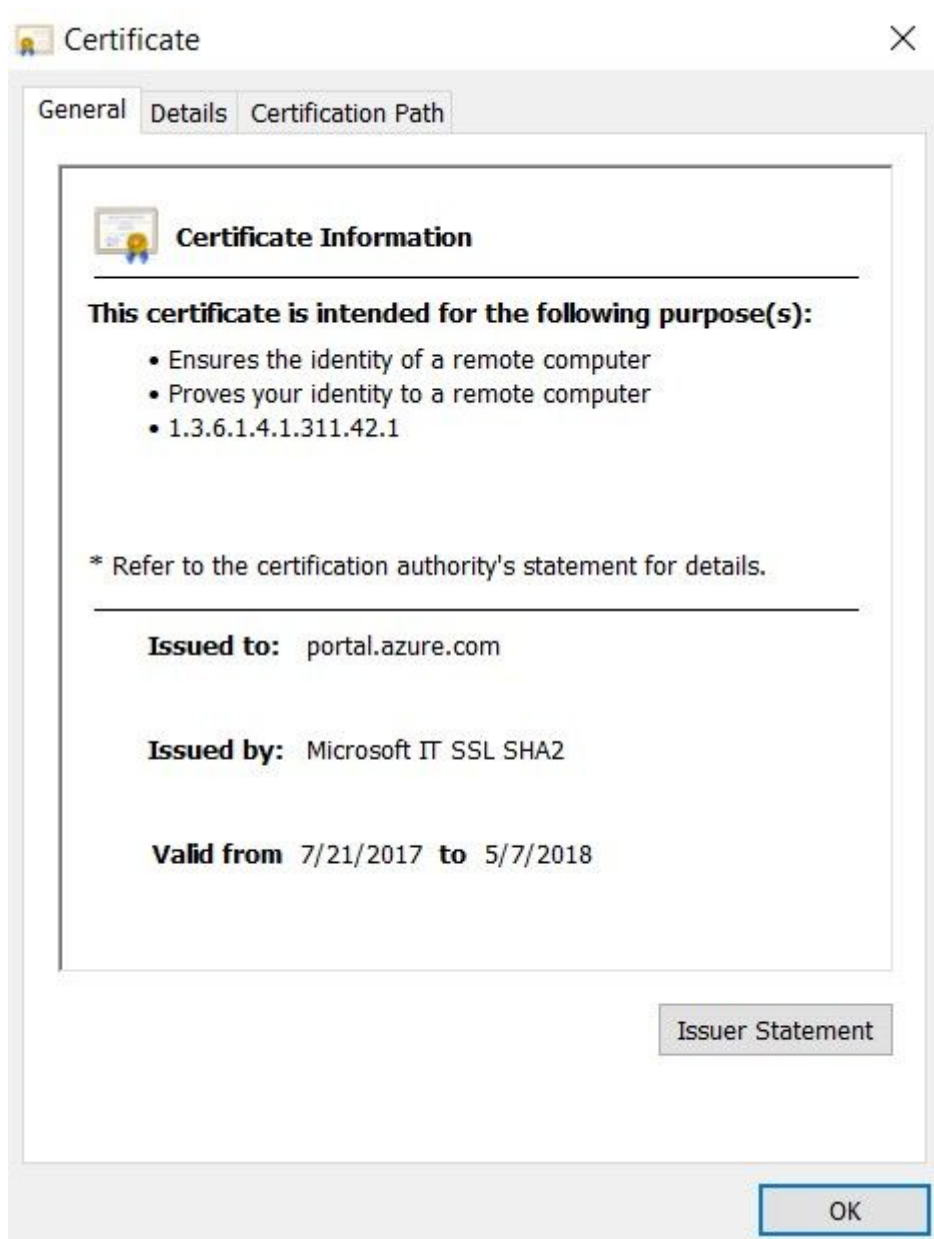 Certificate
General Details Certification Path
Certificate Information
This certificate is intended for the following purpose(s):
• Ensures the identity of a remote computer
• Proves your identity to a remote computer
• 1.3.6.1.4.1.311.42.1
* Refer to the certification authority's statement for details.
Issued to: portal.azure.com
Issued by: Microsoft IT SSL SHA2
Valid from 7/21/2017 to 5/7/2018
Issuer Statement
OK